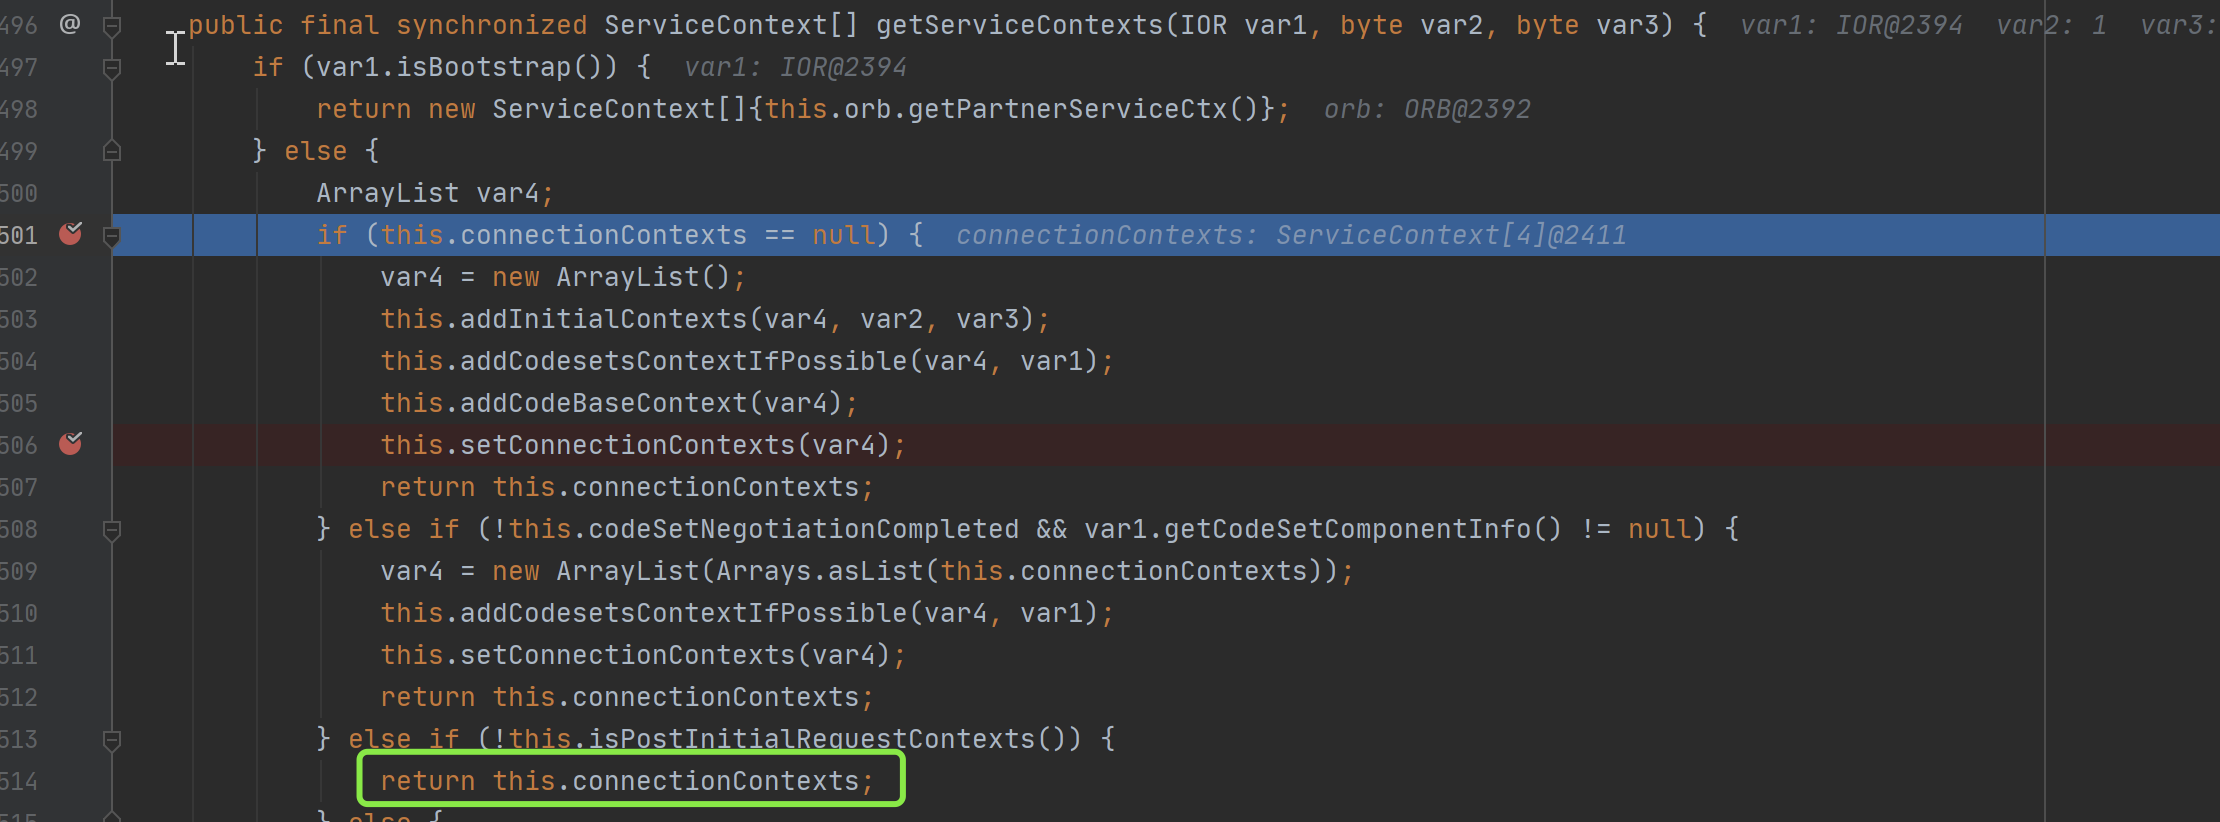 496 @ public final synchronized ServiceContext[] getServiceContexts(IOR var1, byte var2, byte var3) { var1: IOR@2394 var2: 1 var3:
497 if (var1.isBootstrap()) { var1: IOR@2394
498 return new ServiceContext[]{this.orb.getPartnerServiceCtx()}; orb: ORB@2392
499 } else {
500 ArrayList var4;
501 if (this.connectionContexts == null) { connectionContexts: ServiceContext[4]@2411
502 var4 = new ArrayList();
503 this.addInitialContexts(var4, var2, var3);
504 this.addCodesetsContextIfPossible(var4, var1);
505 this.addCodeBaseContext(var4);
506 this.setConnectionContexts(var4);
507 return this.connectionContexts;
508 } else if (!this.codeSetNegotiationCompleted && var1.getCodeSetComponentInfo() != null) {
509 var4 = new ArrayList(Arrays.asList(this.connectionContexts));
510 this.addCodesetsContextIfPossible(var4, var1);
511 this.setConnectionContexts(var4);
512 return this.connectionContexts;
513 } else if (!this.isPostInitialRequestContexts()) {
514 return this.connectionContexts;
515 } else {